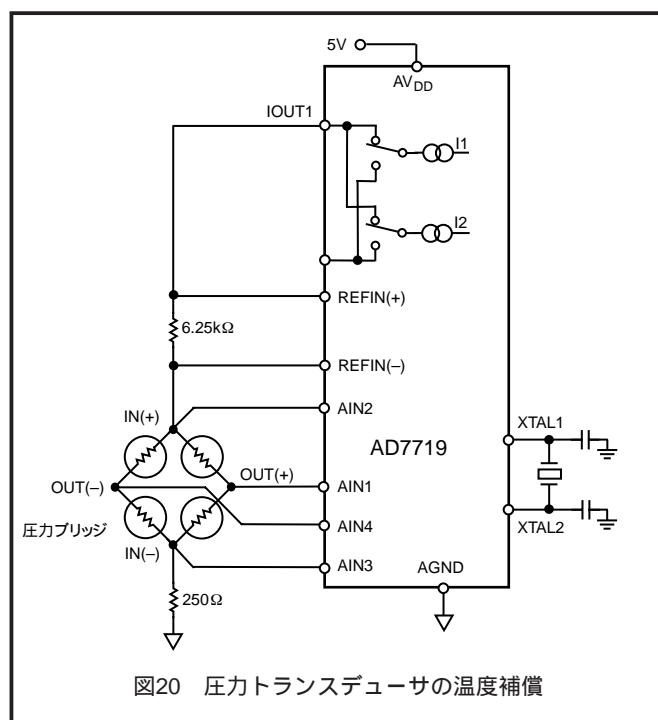 5V
AVDD
IOUT1
I1
I2
REFIN(+)
6.25kΩ
REFIN(–)
IN(+)
AIN2
XTAL1
AD7719
OUT(–)
OUT(+)
AIN1
圧力ブリッジ
AIN4
XTAL2
IN(–)
AIN3
AGND
250Ω
図20 圧力トランスデューサの温度補償